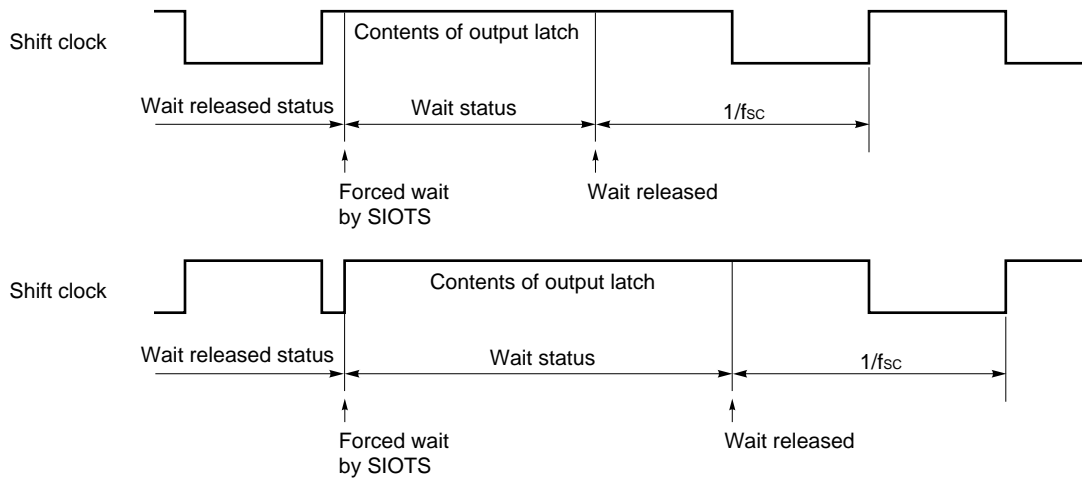 Shift clock
Contents of output latch
Wait released status
Wait status
1/fSC
Forced wait
by SIOTS
Wait released
Shift clock
Contents of output latch
Wait released status
Wait status
1/fSC
Forced wait
by SIOTS
Wait released